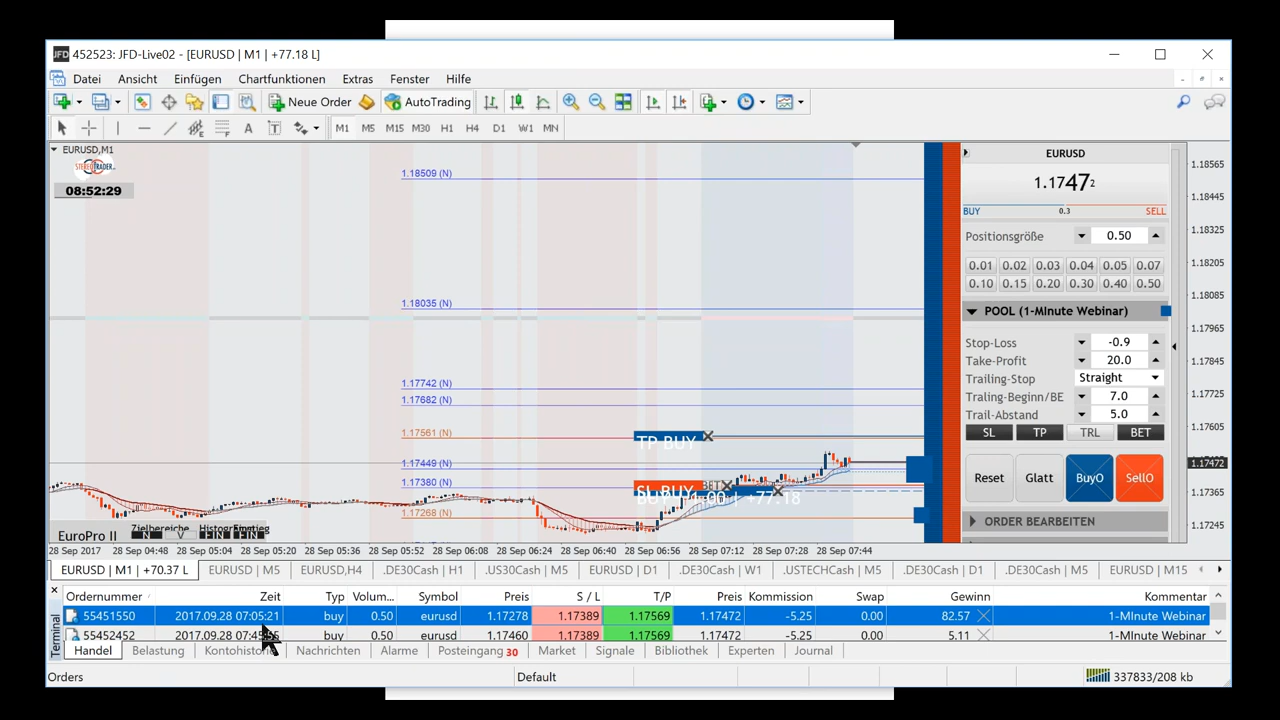 452523: JFD-Live02 - [EURUSD | M1 | +77.18 L]
Datei Ansicht Einfügen Chartfunktionen Extras Fenster Hilfe
Neue Order AutoTrading
M1 M5 M15 M30 H1 H4 D1 W1 MN
EURUSD,M1
STEREOTRADER
08:52:29
1.18509 (N)
1.18035 (N)
1.17742 (N)
1.17682 (N)
1.17561 (N)
TP BUY
1.17449 (N)
1.17380 (N)
SL BUY
BET
BUY 1.00 | +77.18
1.17268 (N)
Zielbereiche
EuroPro II
28 Sep 2017 28 Sep 04:48 28 Sep 05:04 28 Sep 05:20 28 Sep 05:36 28 Sep 05:52 28 Sep 06:08 28 Sep 06:24 28 Sep 06:40 28 Sep 06:56 28 Sep 07:12 28 Sep 07:28 28 Sep 07:44
EURUSD
1.17472
BUY 0.3 SELL
Positionsgröße 0.50
0.01 0.02 0.03 0.04 0.05 0.07
0.10 0.15 0.20 0.30 0.40 0.50
POOL (1-MInute Webinar)
Stop-Loss -0.9
Take-Profit 20.0
Trailing-Stop Straight
Traling-Beginn/BE 7.0
Trail-Abstand 5.0
SL TP TRL BET
Reset Glatt BuyO SellO
ORDER BEARBEITEN
1.18565
1.18445
1.18325
1.18205
1.18085
1.17965
1.17845
1.17725
1.17605
1.17472
1.17365
1.17245
EURUSD | M1 | +70.37 L EURUSD | M5 EURUSD,H4 .DE30Cash | H1 .US30Cash | M5 EURUSD | D1 .DE30Cash | W1 .USTECHCash | M5 .DE30Cash | D1 .DE30Cash | M5 EURUSD | M15
Ordernummer Zeit Typ Volum... Symbol Preis S / L T/P Preis Kommission Swap Gewinn Kommentar
55451550 2017.09.28 07:05:21 buy 0.50 eurusd 1.17278 1.17389 1.17569 1.17472 -5.25 0.00 82.57 1-MInute Webinar
55452452 buy 0.50 eurusd 1.17460 1.17389 1.17569 1.17472 -5.25 0.00 5.11 1-MInute Webinar
Terminal
Handel Belastung Nachrichten Alarme Posteingang 30 Market Signale Bibliothek Experten Journal
Orders Default 337833/208 kb